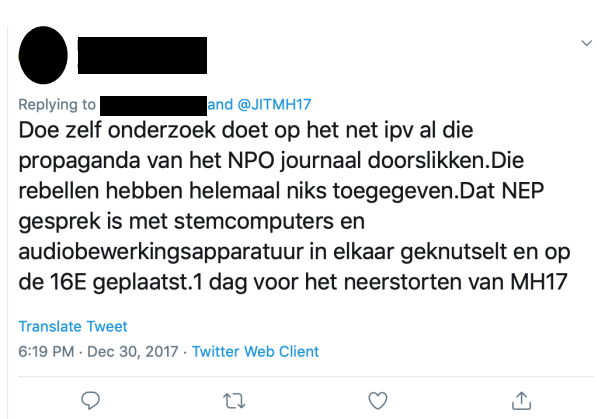 Replying to and @JITMH17
Doe zelf onderzoek doet op het net ipv al die
propaganda van het NPO journaal doorslikken.Die
rebellen hebben helemaal niks toegegeven.Dat NEP
gesprek is met stemcomputers en
audiobewerkingsapparatuur in elkaar geknutselt en op
de 16E geplaatst.1 dag voor het neerstorten van MH17
Translate Tweet
6:19 PM · Dec 30, 2017 · Twitter Web Client